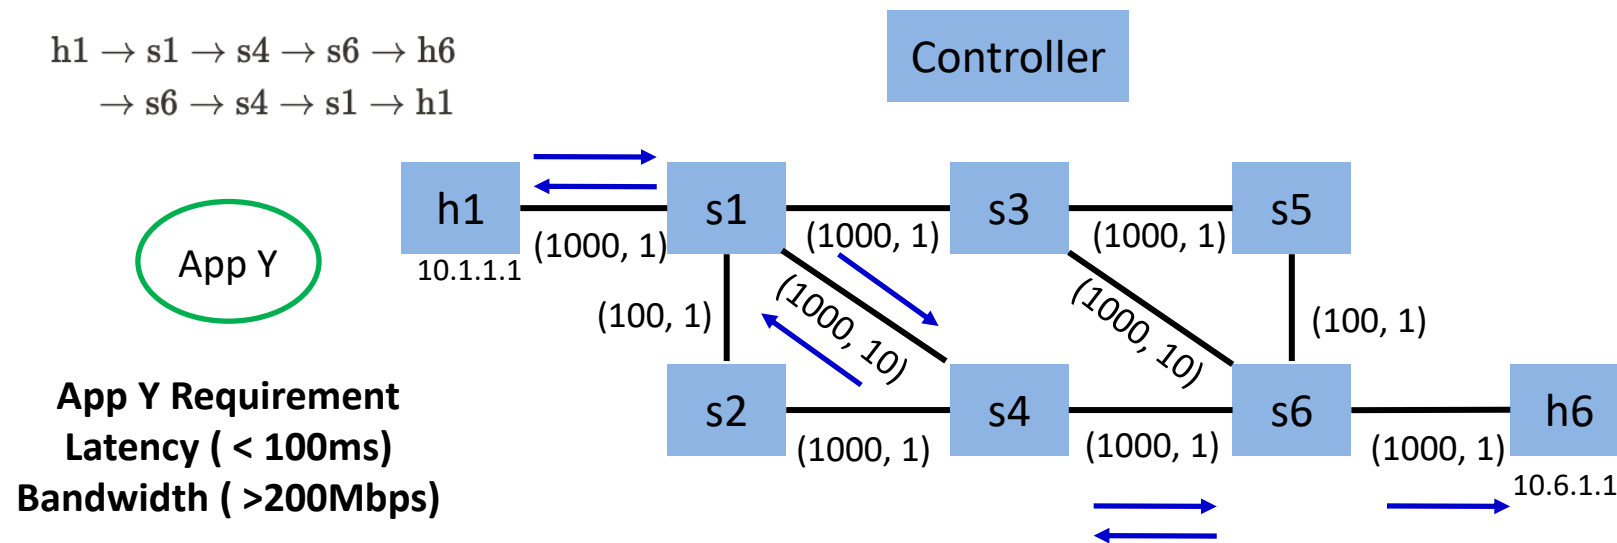 h1 → s1 → s4 → s6 → h6
→ s6 → s4 → s1 → h1
Controller
h1
s1
s3
s5
10.1.1.1
(1000, 1)
(1000, 1)
(1000, 1)
App Y
(100, 1)
(1000, 10)
(1000, 10)
(100, 1)
App Y Requirement
Latency ( < 100ms)
Bandwidth ( >200Mbps)
s2
s4
s6
h6
(1000, 1)
(1000, 1)
(1000, 1)
10.6.1.1